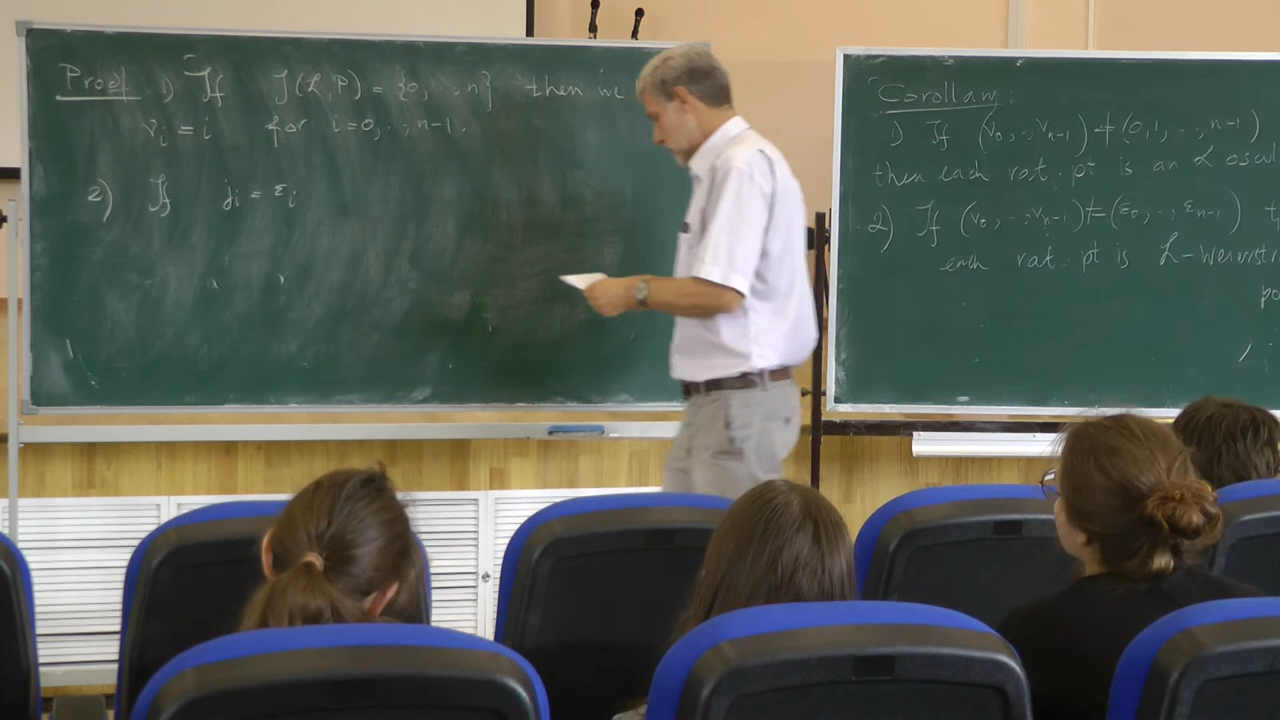 Proof. 1) If J(L,P) = {0, .., n} then we
νi = i for i=0, .., n-1.
2) If ji = εi
Corollary:
1) If (ν0, .., νn-1) ≠ (0, 1, .., n-1)
then each rat. pt is an L oscul
2) If (ν0, .., νn-1) ≠ (ε0, .., εn-1) t
each rat. pt is L-Weierst
po